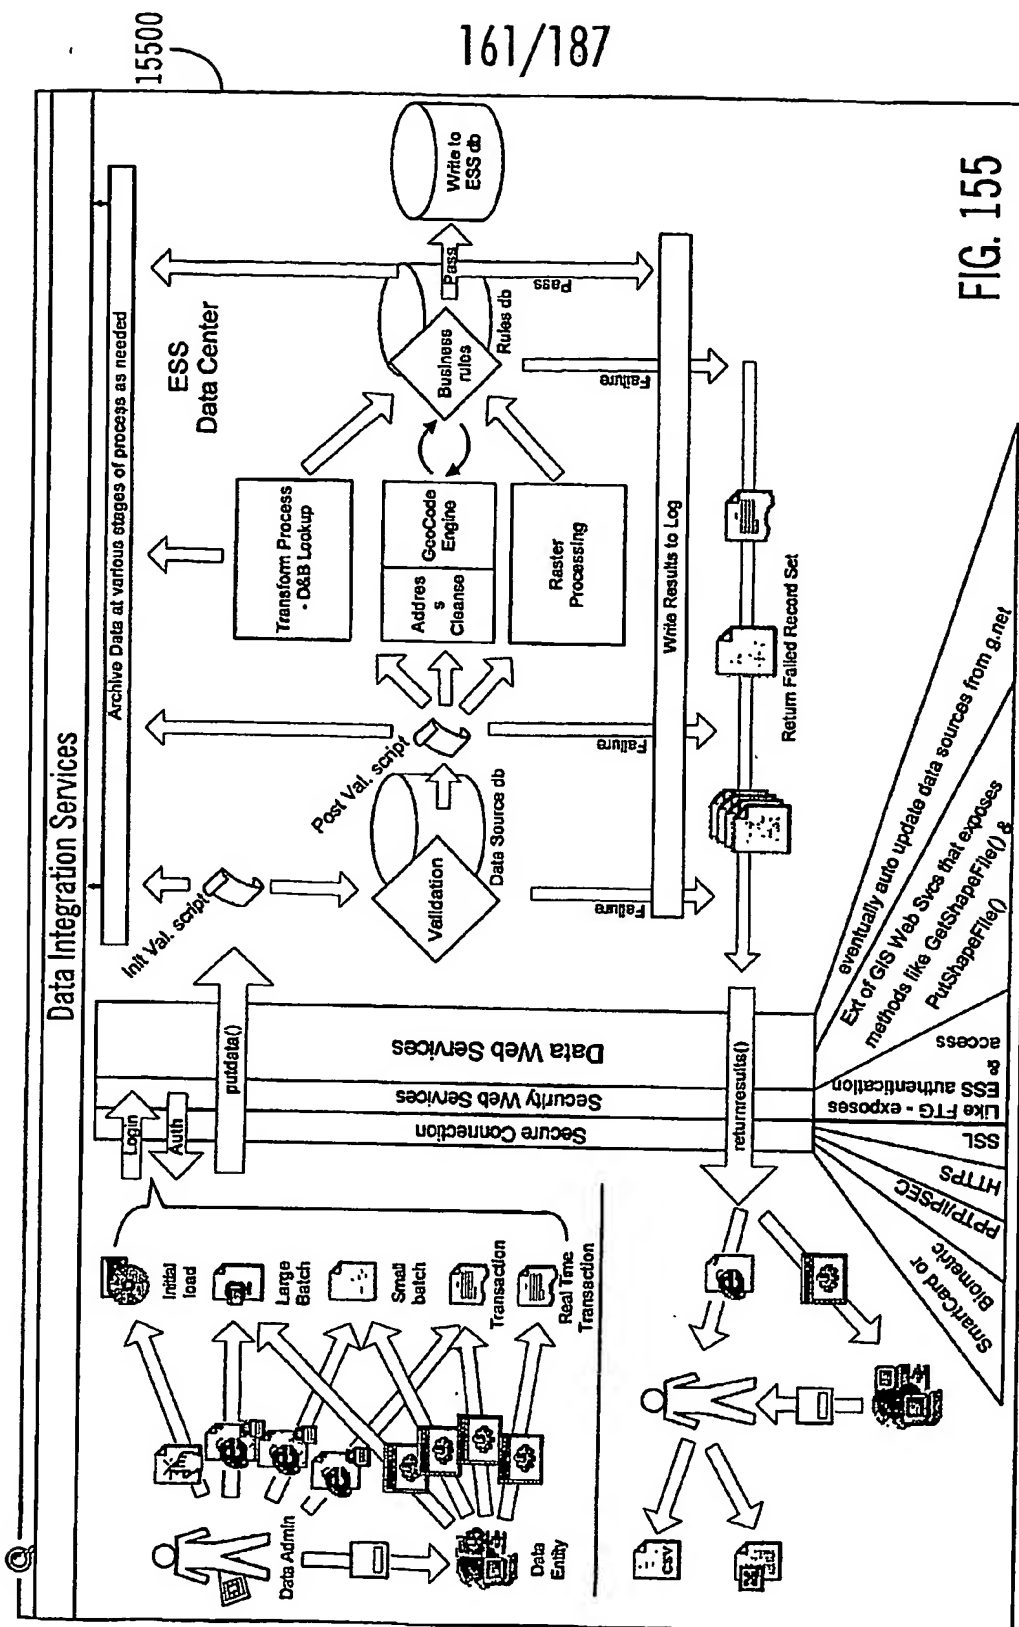 161/187
15500
Data Integration Services
Archive Data at various stages of process as needed
ESS
Data Center
Login
Auth
putdata()
Init Val. script
Post Val. script
Validation
Data Source db
Transform Process
- D&B Lookup
Addres
s
Cleanse
GeoCode
Engine
Raster
Processing
Business
rules
Rules db
Pass
Write to
ESS db
Pass
Failure
Failure
Failure
Write Results to Log
Return Failed Record Set
returnresults()
Initial
load
Large
Batch
Small
batch
Transaction
Real Time
Transaction
Data Admin
Data
Entity
CSV
Secure Connection
Security Web Services
Data Web Services
SmartCard or
Biometric
PPTP/IPSEC
HTTPS
SSL
Like FTG - exposes
ESS authentication
&
access
Ext of GIS Web Svcs that exposes
methods like GetShapeFile() &
PutShapeFile()
eventually auto update data sources from g.net
FIG. 155